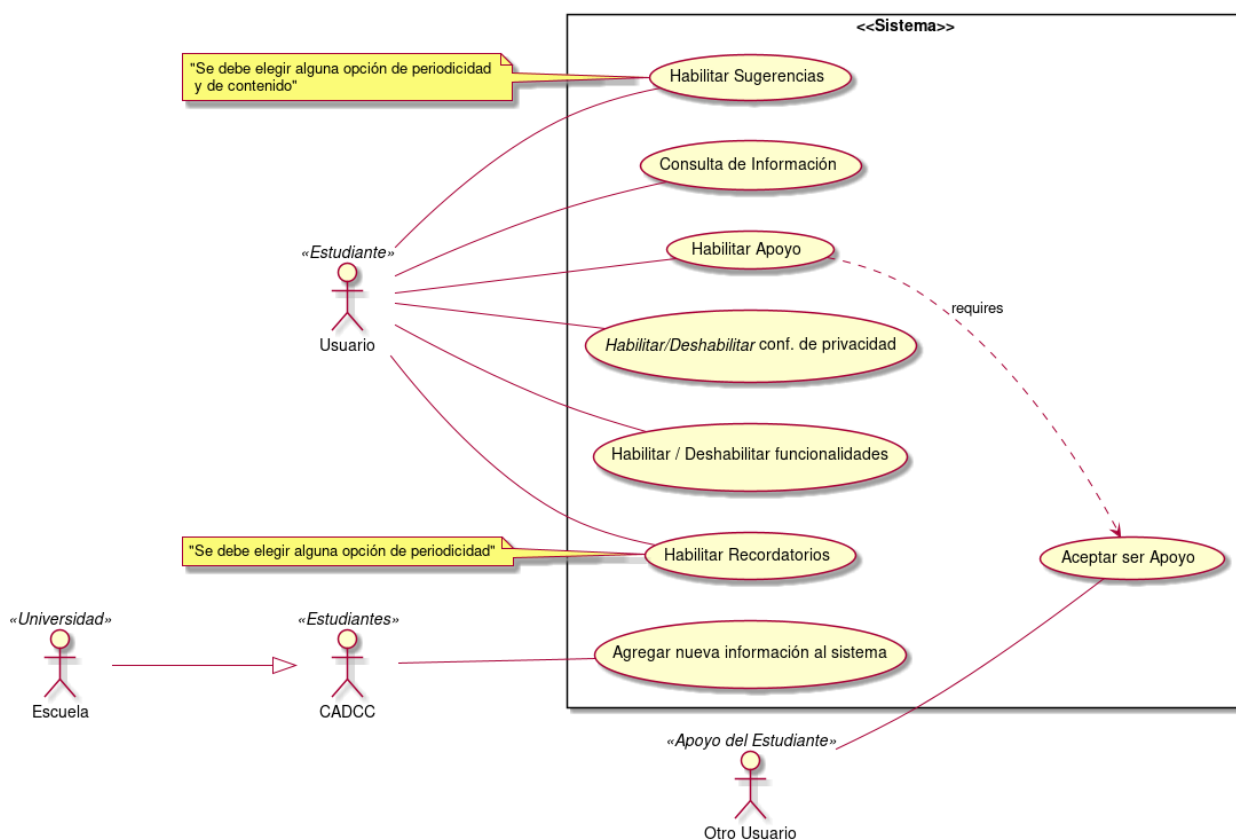 <<Sistema>>
"Se debe elegir alguna opción de periodicidad
y de contenido"
Habilitar Sugerencias
Consulta de Información
Habilitar Apoyo
«Estudiante»
requires
Usuario
Habilitar/Deshabilitar conf. de privacidad
Habilitar / Deshabilitar funcionalidades
"Se debe elegir alguna opción de periodicidad"
Habilitar Recordatorios
Aceptar ser Apoyo
«Universidad»
«Estudiantes»
Agregar nueva información al sistema
Escuela
CADCC
«Apoyo del Estudiante»
Otro Usuario